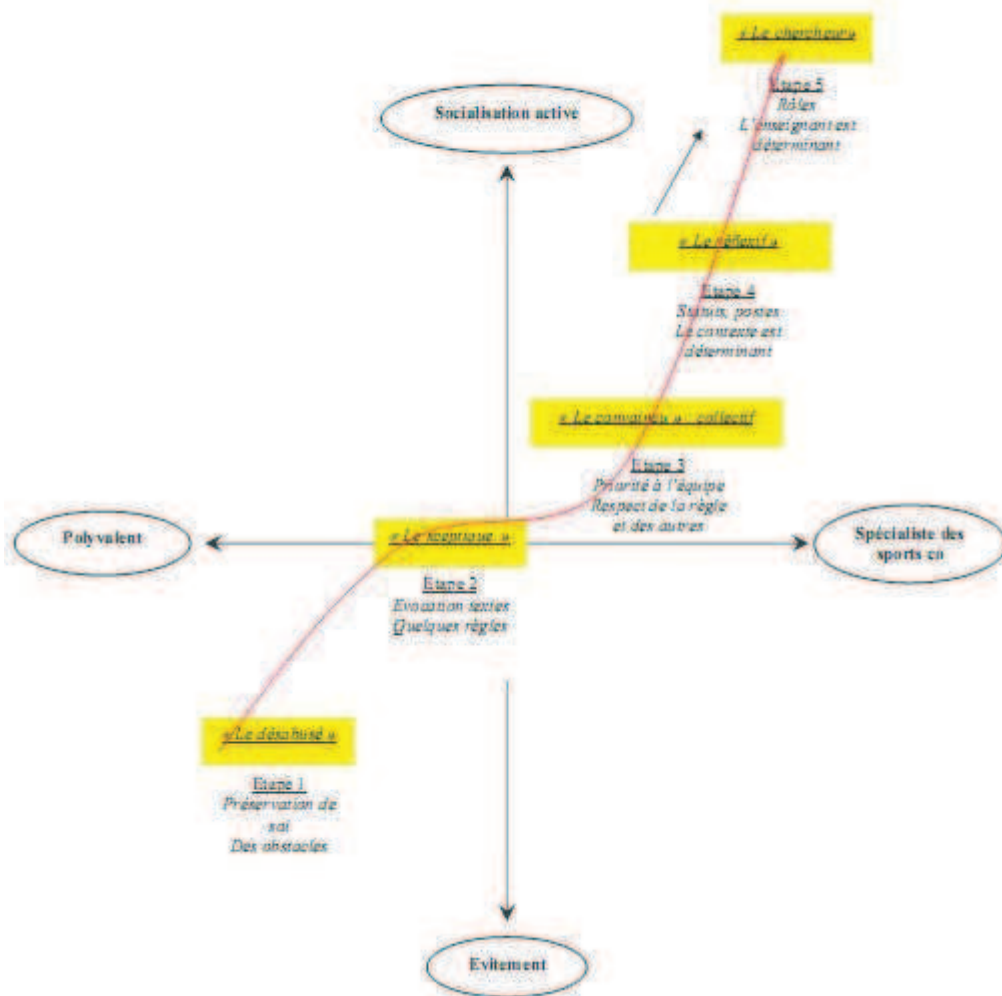 « Le chercheur »
Etape 5
Rôles
L'enseignant est
déterminant
Socialisation active
« Le réflexif »
Etape 4
Statuts, postes
Le contexte est
déterminant
« Le convaincu » collectif
Etape 3
Priorité à l'équipe
Respect de la règle
et des autres
Polyvalent
« Le sceptique »
Spécialiste des
sports co
Etape 2
Evocation textes
Quelques règles
« Le désabusé »
Etape 1
Préservation de
soi
Des obstacles
Evitement